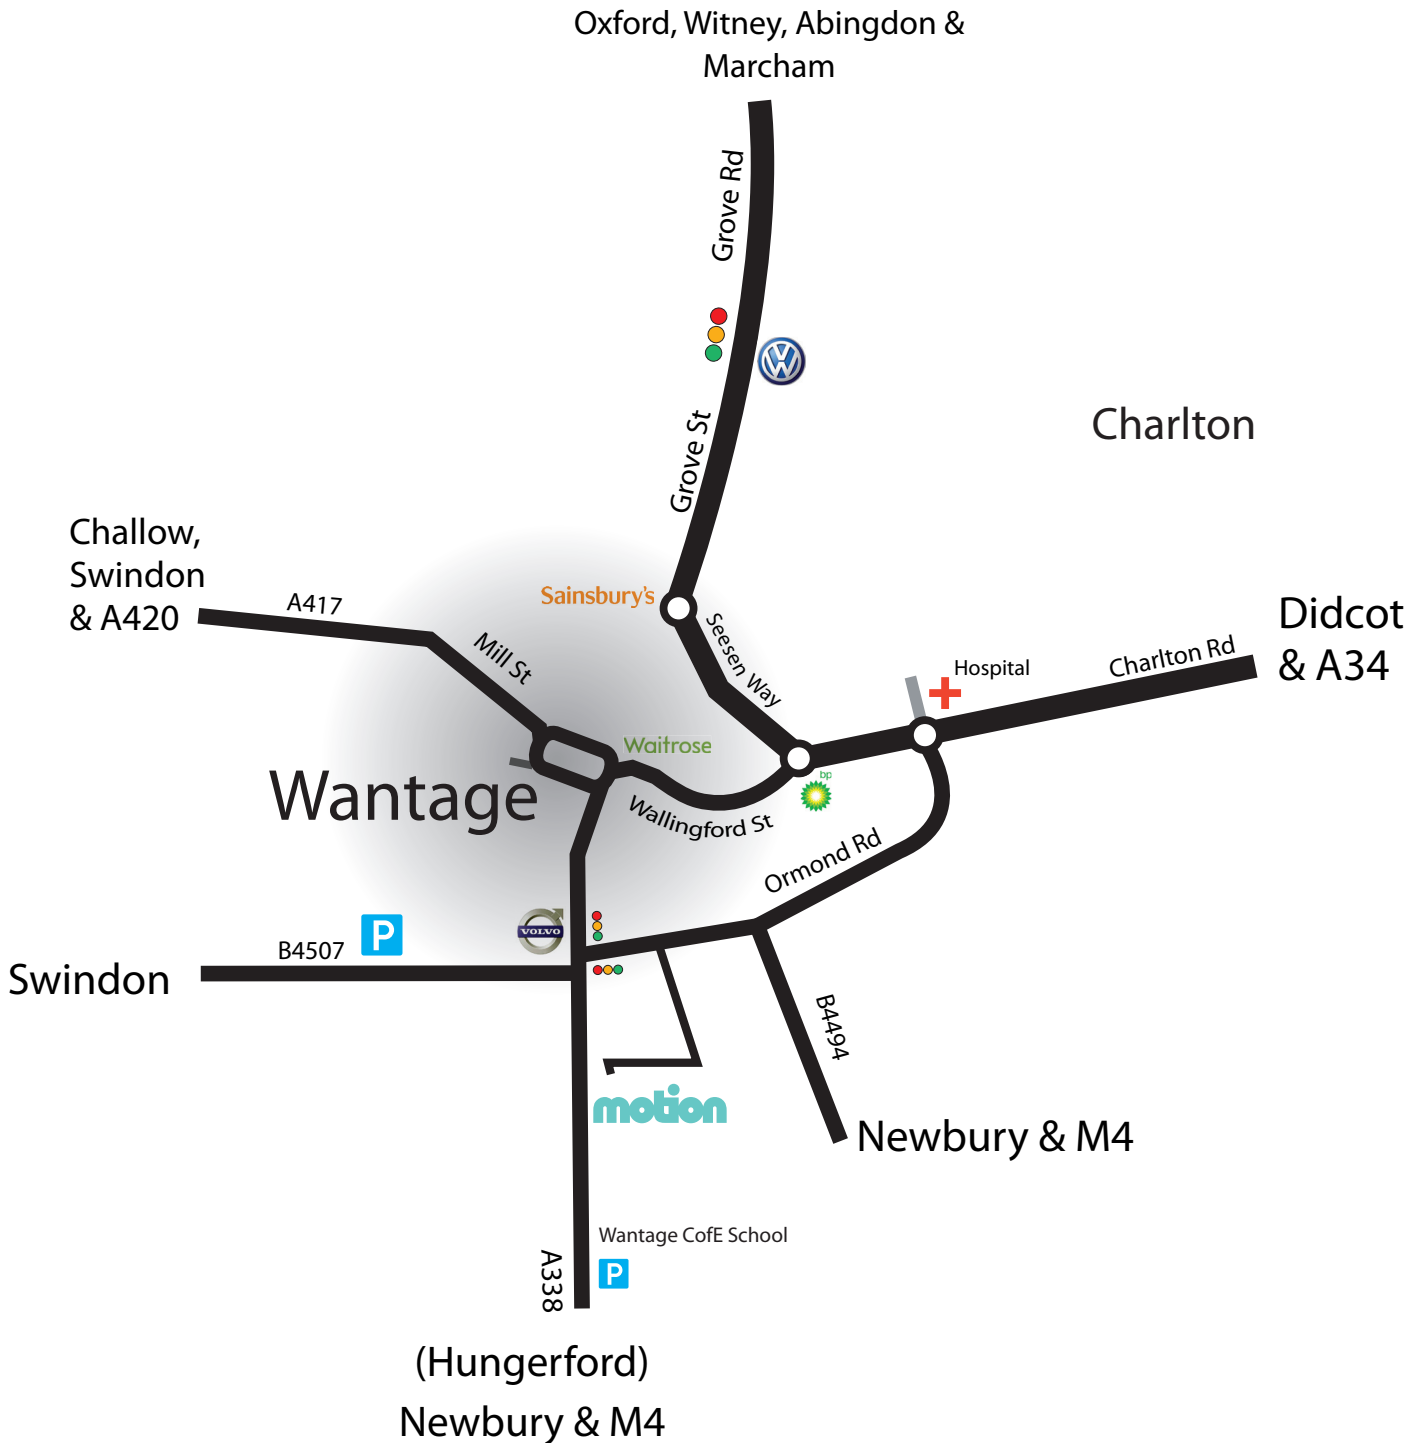 Oxford, Witney, Abingdon &
Marcham
Grove Rd
Grove St
Charlton
Challow,
Swindon
& A420
A417
Mill St
Sainsbury's
Seesen Way
Hospital
Charlton Rd
Didcot
& A34
Waitrose
Wantage
Wallingford St
bp
Ormond Rd
VOLVO
P
B4507
Swindon
B4494
motion
Newbury & M4
Wantage CofE School
P
A338
(Hungerford)
Newbury & M4